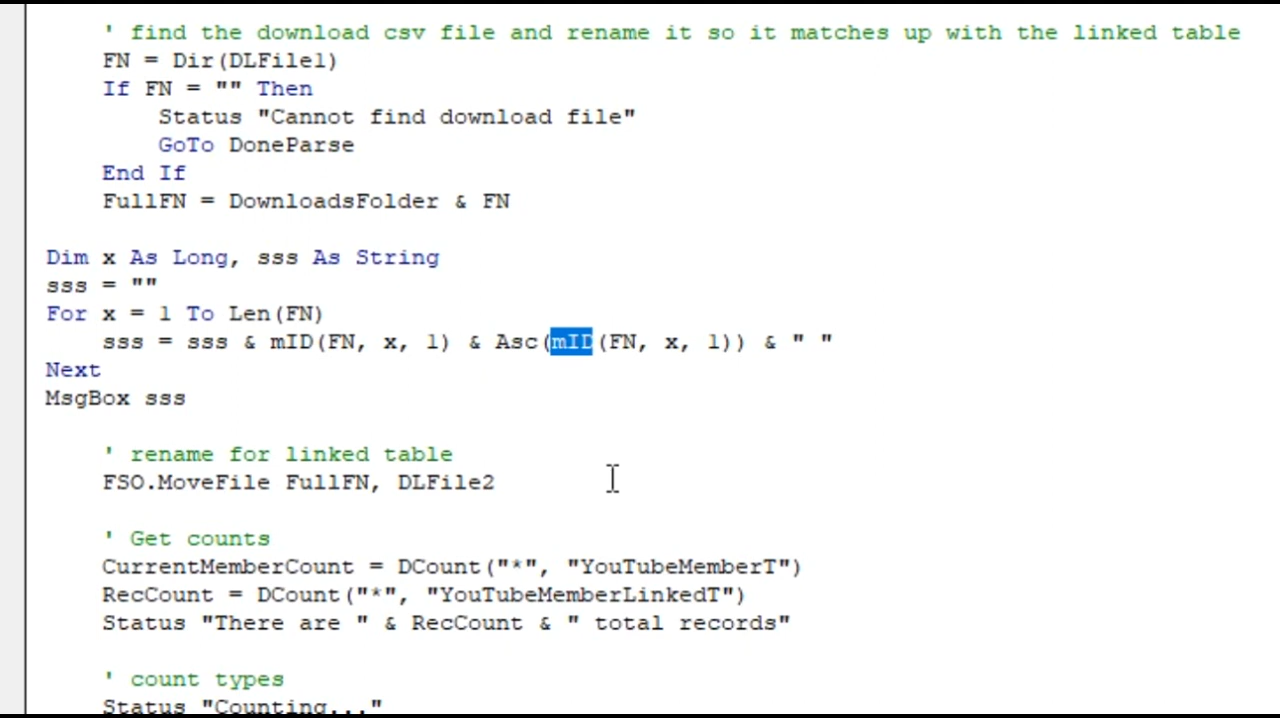 ' find the download csv file and rename it so it matches up with the linked table
FN = Dir(DLFile1)
If FN = "" Then
Status "Cannot find download file"
GoTo DoneParse
End If
FullFN = DownloadsFolder & FN
Dim x As Long, sss As String
sss = ""
For x = 1 To Len(FN)
sss = sss & mID(FN, x, 1) & Asc(mID(FN, x, 1)) & " "
Next
MsgBox sss
' rename for linked table
FSO.MoveFile FullFN, DLFile2
' Get counts
CurrentMemberCount = DCount("*", "YouTubeMemberT")
RecCount = DCount("*", "YouTubeMemberLinkedT")
Status "There are " & RecCount & " total records"
' count types
Status "Counting..."